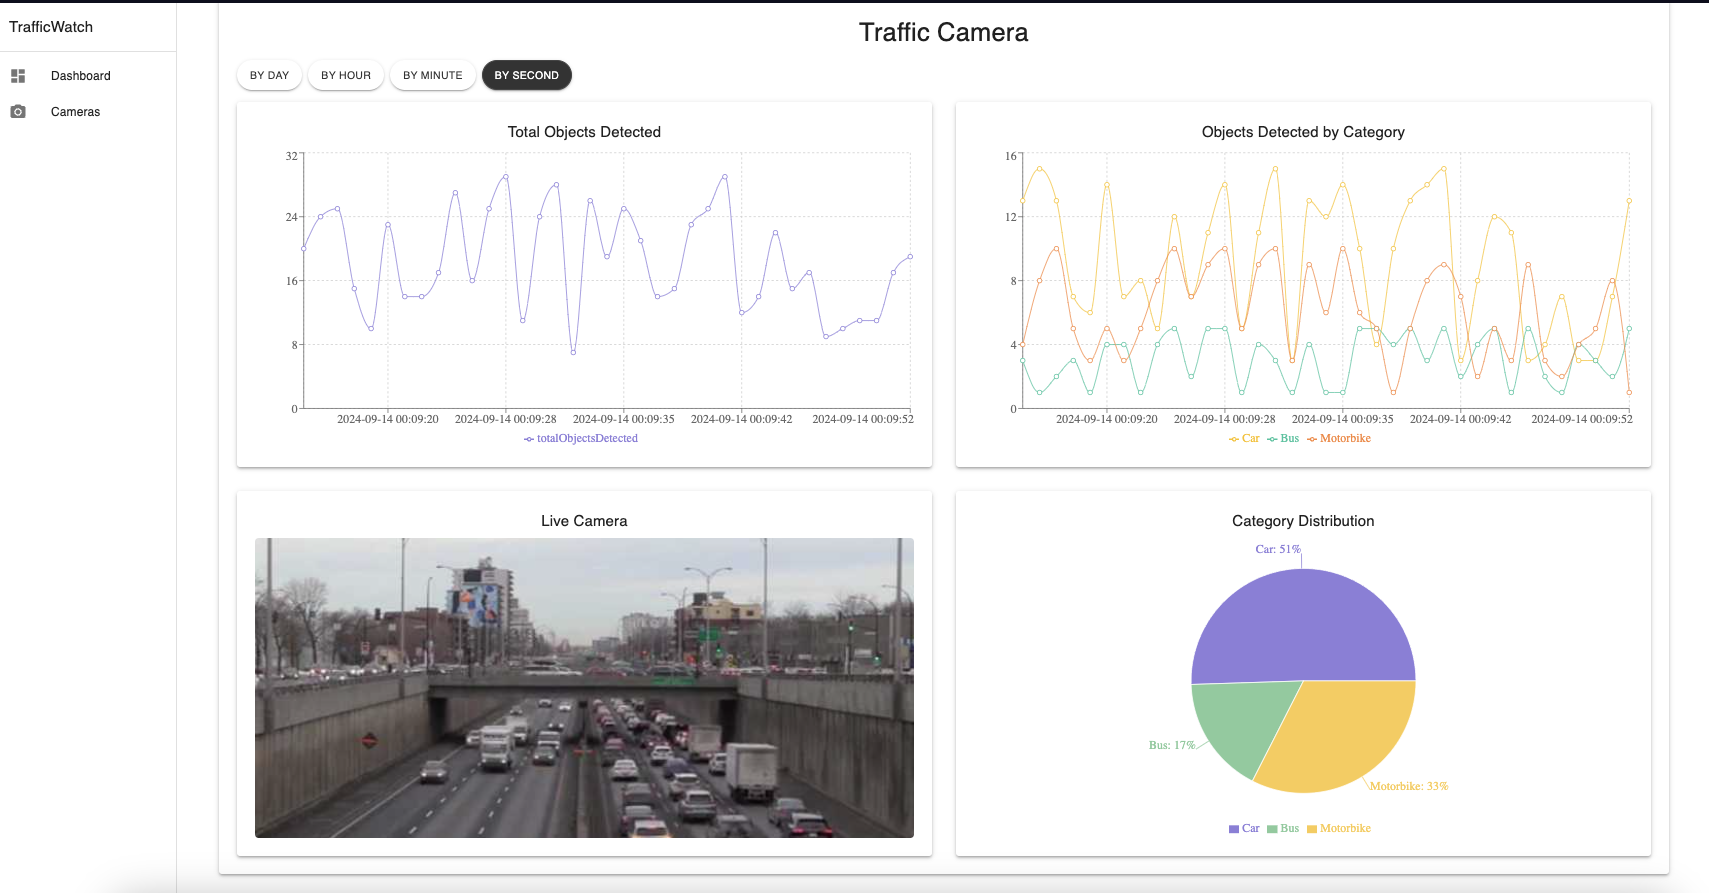 TrafficWatch
Dashboard
Cameras
Traffic Camera
BY DAY
BY HOUR
BY MINUTE
BY SECOND
Total Objects Detected
32
24
16
8
0
2024-09-14 00:09:20
2024-09-14 00:09:28
2024-09-14 00:09:35
2024-09-14 00:09:42
2024-09-14 00:09:52
totalObjectsDetected
Objects Detected by Category
16
12
8
4
0
2024-09-14 00:09:20
2024-09-14 00:09:28
2024-09-14 00:09:35
2024-09-14 00:09:42
2024-09-14 00:09:52
Car Bus Motorbike
Live Camera
Category Distribution
Car: 51%
Bus: 17%
Motorbike: 33%
Car Bus Motorbike